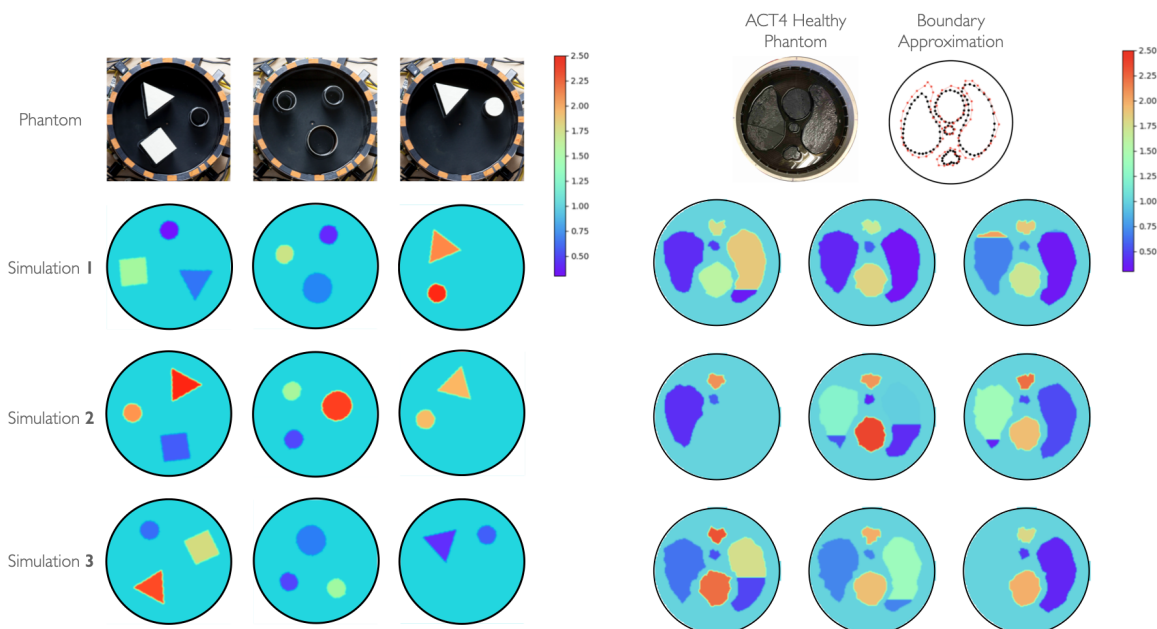 ACT4 Healthy
Phantom
Boundary
Approximation
Phantom
2.50
2.25
2.00
1.75
1.50
1.25
1.00
0.75
0.50
2.50
2.25
2.00
1.75
1.50
1.25
1.00
0.75
0.50
Simulation 1
Simulation 2
Simulation 3